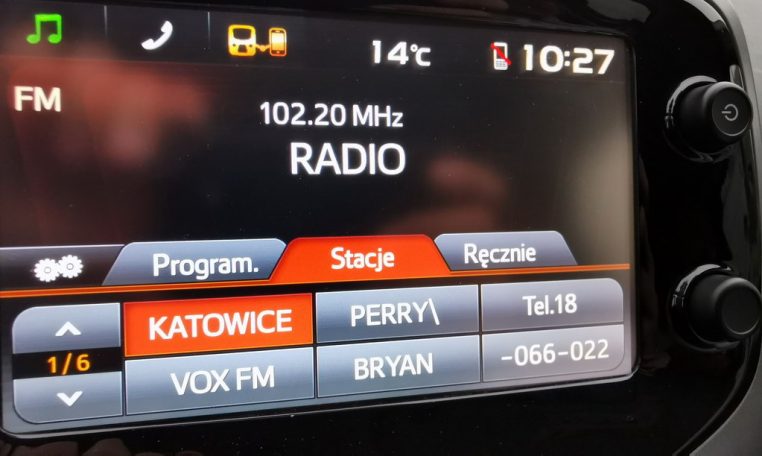 14°C
10:27
FM
102.20 MHz
RADIO
Program.
Stacje
Ręcznie
KATOWICE
PERRY\
Tel.18
1/6
VOX FM
BRYAN
-066-022